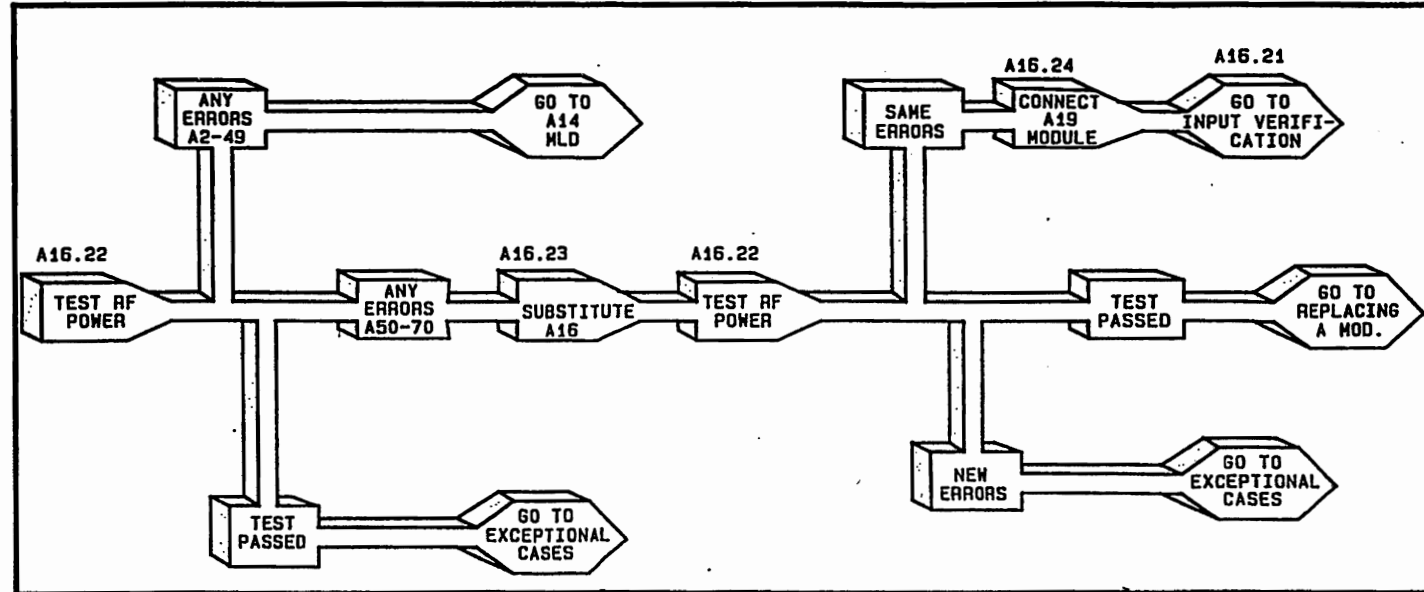 ANY
ERRORS
A2-49
GO TO
A14
MLD
SAME
ERRORS
A16.24
CONNECT
A19
MODULE
A16.21
GO TO
INPUT VERIFI-
CATION
A16.22
TEST RF
POWER
ANY
ERRORS
A50-70
A16.23
SUBSTITUTE
A16
A16.22
TEST RF
POWER
TEST
PASSED
GO TO
REPLACING
A MOD.
TEST
PASSED
GO TO
EXCEPTIONAL
CASES
NEW
ERRORS
GO TO
EXCEPTIONAL
CASES